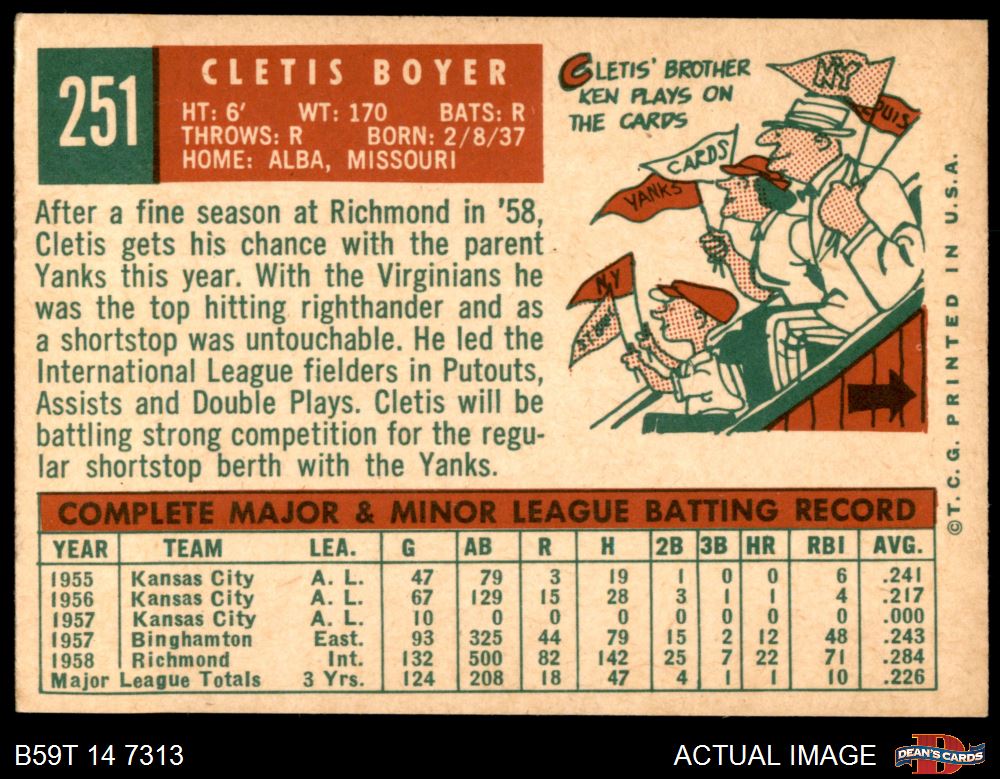 251
CLETIS BOYER
HT: 6' WT: 170 BATS: R
THROWS: R BORN: 2/8/37
HOME: ALBA, MISSOURI
CLETIS' BROTHER
KEN PLAYS ON
THE CARDS
NY
LOUIS
CARDS
YANKS
NY
After a fine season at Richmond in '58,
Cletis gets his chance with the parent
Yanks this year. With the Virginians he
was the top hitting righthander and as
a shortstop was untouchable. He led the
International League fielders in Putouts,
Assists and Double Plays. Cletis will be
battling strong competition for the regu-
lar shortstop berth with the Yanks.
©T. C. G. PRINTED IN U.S.A.
COMPLETE MAJOR & MINOR LEAGUE BATTING RECORD
YEAR TEAM LEA. G AB R H 2B 3B HR RBI AVG.
1955 Kansas City A. L. 47 79 3 19 1 0 0 6 .241
1956 Kansas City A. L. 67 129 15 28 3 1 1 4 .217
1957 Kansas City A. L. 10 0 0 0 0 0 0 0 .000
1957 Binghamton East. 93 325 44 79 15 2 12 48 .243
1958 Richmond Int. 132 500 82 142 25 7 22 71 .284
Major League Totals 3 Yrs. 124 208 18 47 4 1 1 10 .226
B59T 14 7313
ACTUAL IMAGE
DEAN'S CARDS